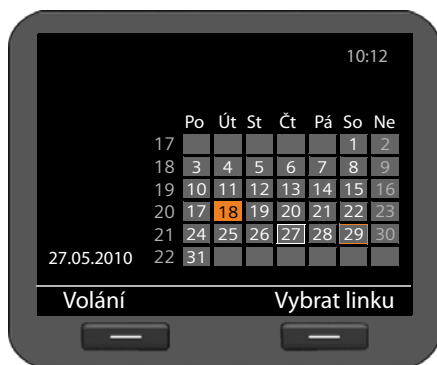 10:12
Po Út St Čt Pá So Ne
17 1 2
18 3 4 5 6 7 8 9
19 10 11 12 13 14 15 16
20 17 18 19 20 21 22 23
21 24 25 26 27 28 29 30
27.05.2010 22 31
Volání Vybrat linku